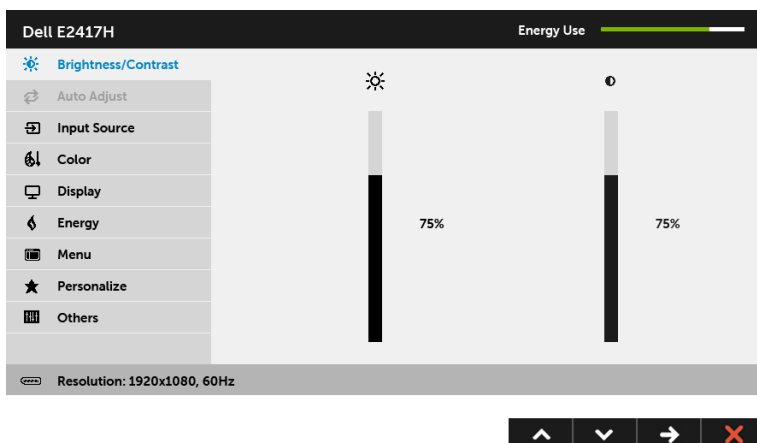 Dell E2417H
Energy Use
Brightness/Contrast
Auto Adjust
Input Source
Color
Display
Energy
Menu
Personalize
Others
75%
75%
Resolution: 1920x1080, 60Hz